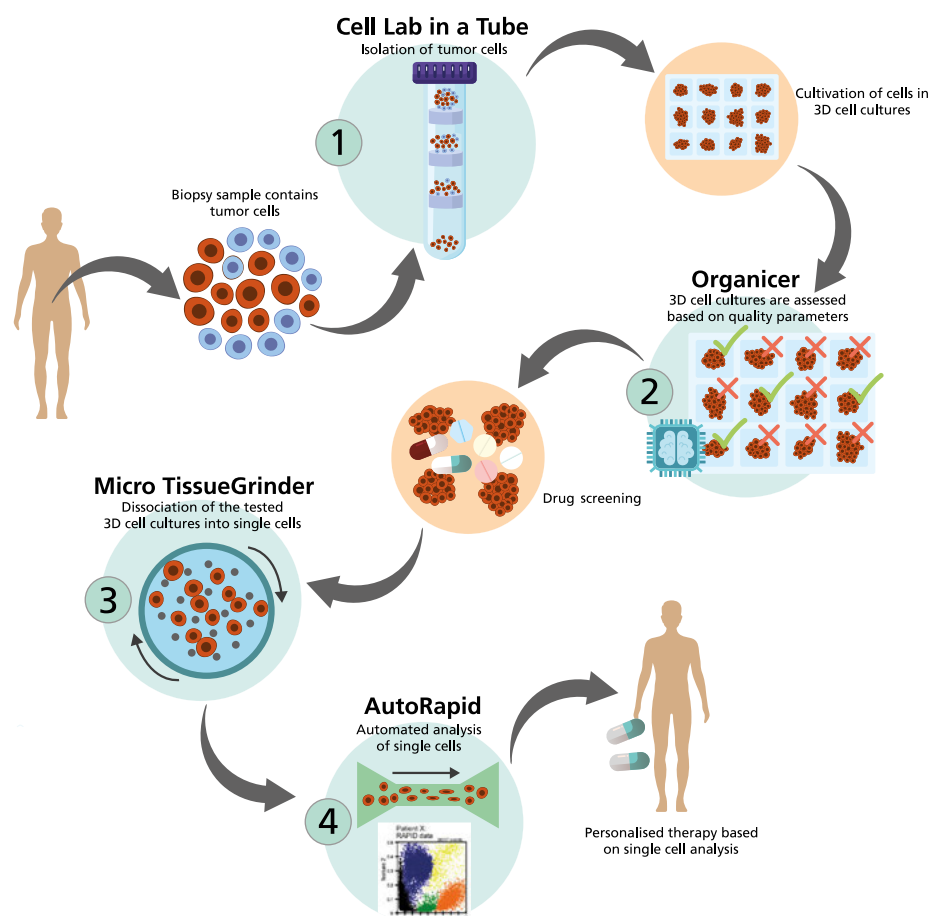 Cell Lab in a Tube
Isolation of tumor cells
1
Cultivation of cells in
3D cell cultures
Biopsy sample contains
tumor cells
Organicer
3D cell cultures are assessed
based on quality parameters
2
Drug screening
Micro TissueGrinder
Dissociation of the tested
3D cell cultures into single cells
3
AutoRapid
Automated analysis
of single cells
4
Patient X:
RAPID data
Personalised therapy based
on single cell analysis